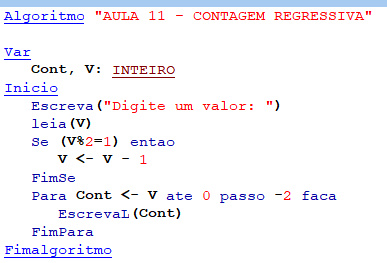 Algoritmo "AULA 11 - CONTAGEM REGRESSIVA"
Var
Cont, V: INTEIRO
Inicio
Escreva("Digite um valor: ")
leia(V)
Se (V%2=1) entao
V <- V - 1
FimSe
Para Cont <- V ate 0 passo -2 faca
EscrevaL(Cont)
FimPara
Fimalgoritmo